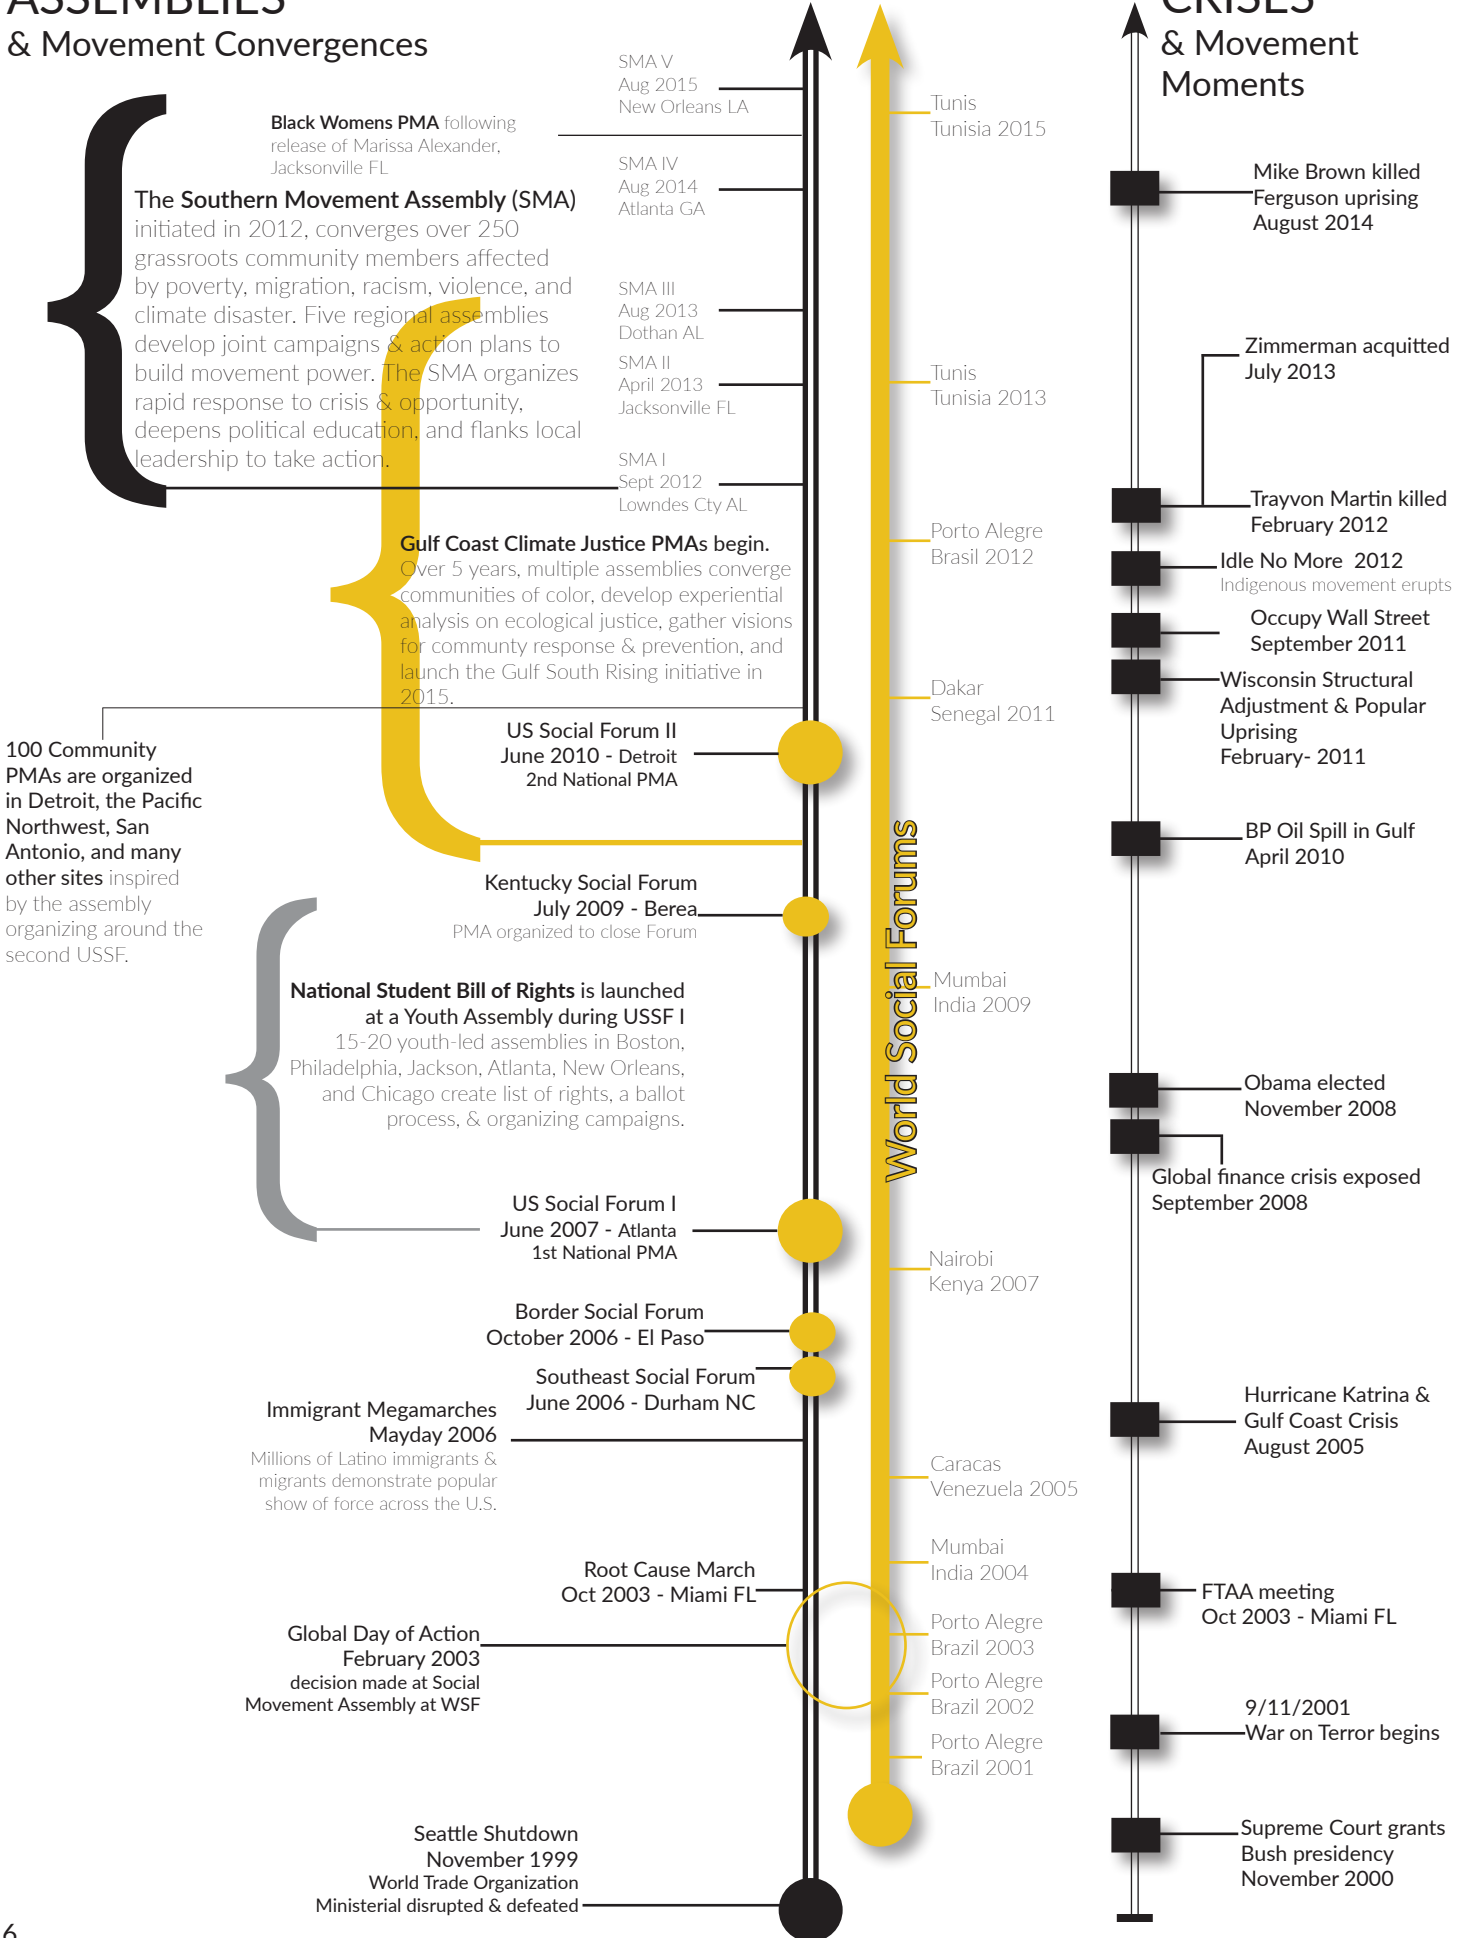 ASSEMBLIES
& Movement Convergences
SMA V
Aug 2015
New Orleans LA
Black Womens PMA following
release of Marissa Alexander,
Jacksonville FL
SMA IV
Aug 2014
Atlanta GA
The Southern Movement Assembly (SMA)
initiated in 2012, converges over 250
grassroots community members affected
by poverty, migration, racism, violence, and
climate disaster. Five regional assemblies
develop joint campaigns & action plans to
build movement power. The SMA organizes
rapid response to crisis & opportunity,
deepens political education, and flanks local
leadership to take action.
SMA III
Aug 2013
Dothan AL
SMA II
April 2013
Jacksonville FL
SMA I
Sept 2012
Lowndes Cty AL
Gulf Coast Climate Justice PMAs begin.
Over 5 years, multiple assemblies converge
communities of color, develop experiential
analysis on ecological justice, gather visions
for communty response & prevention, and
launch the Gulf South Rising initiative in
2015.
100 Community
PMAs are organized
in Detroit, the Pacific
Northwest, San
Antonio, and many
other sites inspired
by the assembly
organizing around the
second USSF.
US Social Forum II
June 2010 - Detroit
2nd National PMA
Kentucky Social Forum
July 2009 - Berea
PMA organized to close Forum
National Student Bill of Rights is launched
at a Youth Assembly during USSF I
15-20 youth-led assemblies in Boston,
Philadelphia, Jackson, Atlanta, New Orleans,
and Chicago create list of rights, a ballot
process, & organizing campaigns.
US Social Forum I
June 2007 - Atlanta
1st National PMA
Border Social Forum
October 2006 - El Paso
Southeast Social Forum
June 2006 - Durham NC
Immigrant Megamarches
Mayday 2006
Millions of Latino immigrants &
migrants demonstrate popular
show of force across the U.S.
Root Cause March
Oct 2003 - Miami FL
Global Day of Action
February 2003
decision made at Social
Movement Assembly at WSF
Seattle Shutdown
November 1999
World Trade Organization
Ministerial disrupted & defeated
World Social Forums
Tunis
Tunisia 2015
Tunis
Tunisia 2013
Porto Alegre
Brasil 2012
Dakar
Senegal 2011
Mumbai
India 2009
Nairobi
Kenya 2007
Caracas
Venezuela 2005
Mumbai
India 2004
Porto Alegre
Brazil 2003
Porto Alegre
Brazil 2002
Porto Alegre
Brazil 2001
CRISES
& Movement
Moments
Mike Brown killed
Ferguson uprising
August 2014
Zimmerman acquitted
July 2013
Trayvon Martin killed
February 2012
Idle No More 2012
Indigenous movement erupts
Occupy Wall Street
September 2011
Wisconsin Structural
Adjustment & Popular
Uprising
February- 2011
BP Oil Spill in Gulf
April 2010
Obama elected
November 2008
Global finance crisis exposed
September 2008
Hurricane Katrina &
Gulf Coast Crisis
August 2005
FTAA meeting
Oct 2003 - Miami FL
9/11/2001
War on Terror begins
Supreme Court grants
Bush presidency
November 2000
6